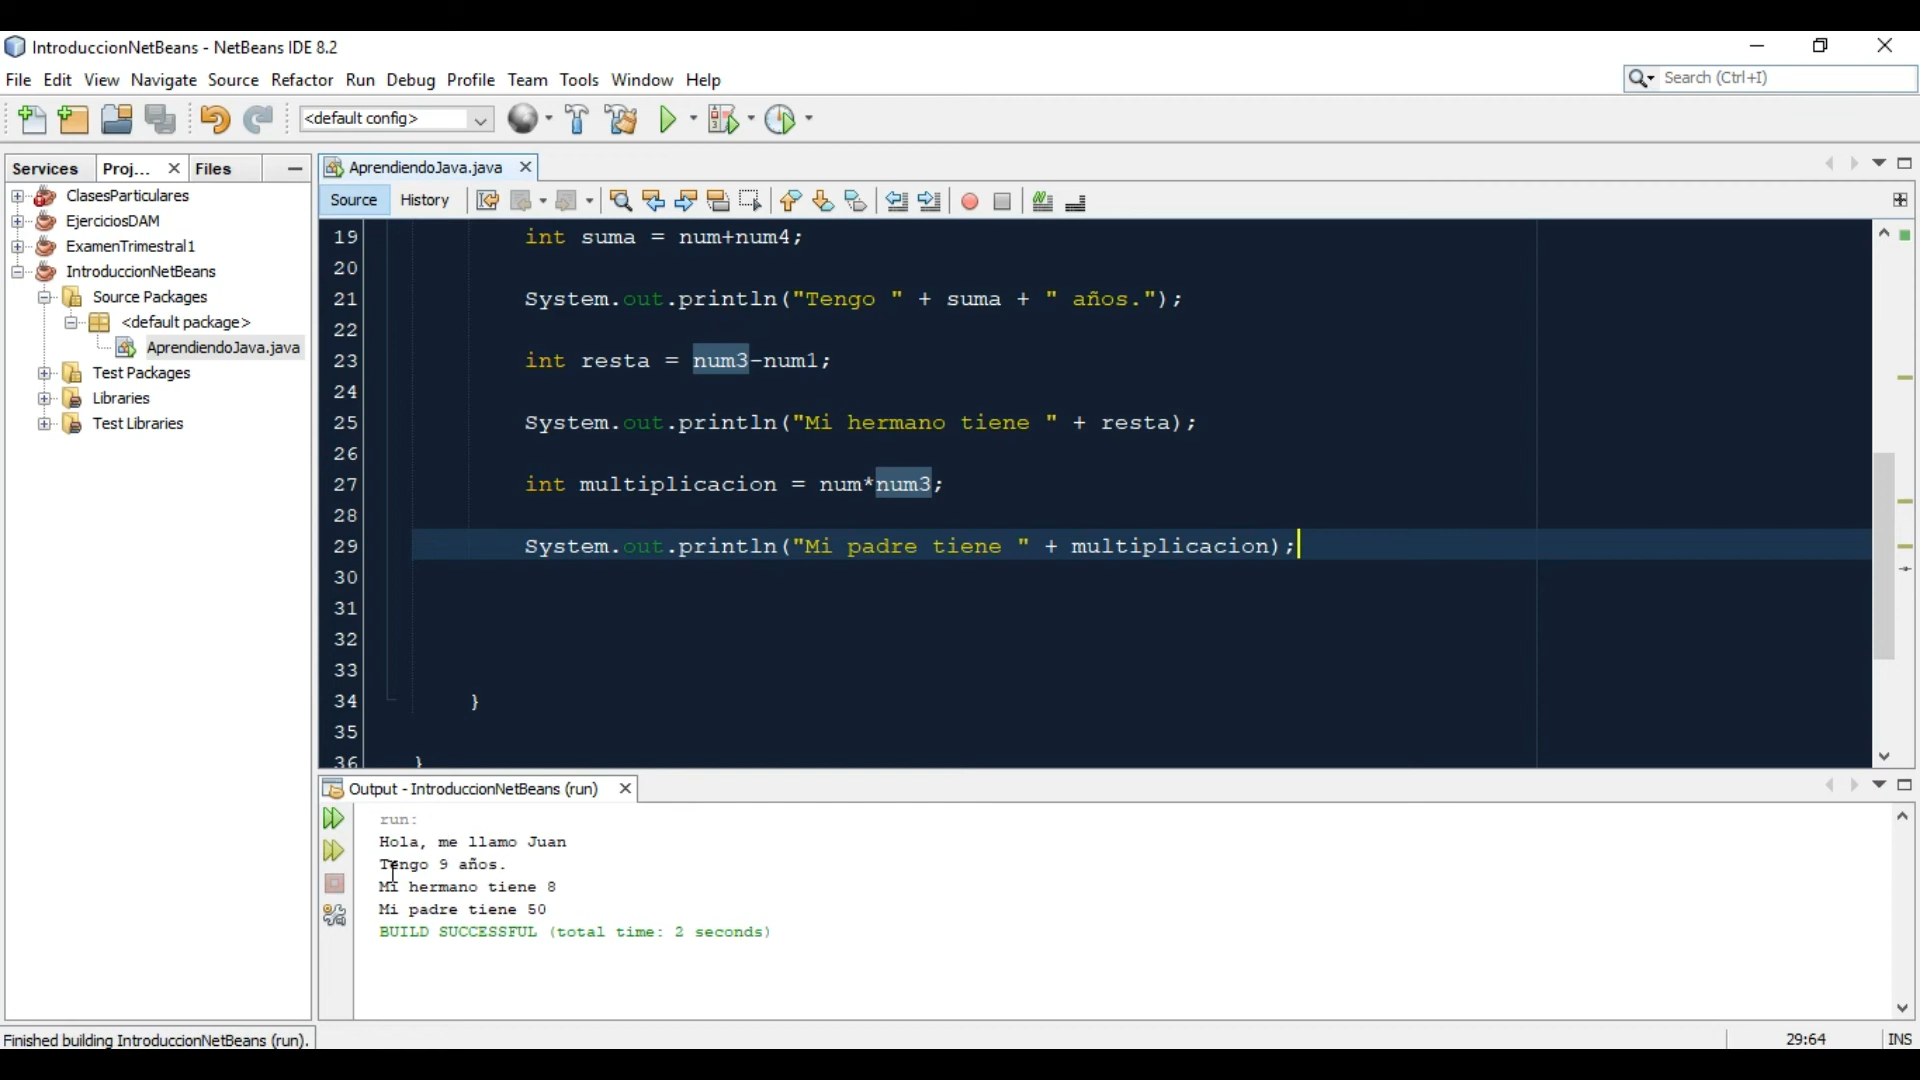 IntroduccionNetBeans - NetBeans IDE 8.2
File Edit View Navigate Source Refactor Run Debug Profile Team Tools Window Help
Search (Ctrl+I)
<default config>
Services Proj... Files
AprendiendoJava.java
Source History
ClasesParticulares
EjerciciosDAM
ExamenTrimestral1
IntroduccionNetBeans
Source Packages
<default package>
AprendiendoJava.java
Test Packages
Libraries
Test Libraries
19 int suma = num+num4;
20
21 System.out.println("Tengo " + suma + " años.");
22
23 int resta = num3-num1;
24
25 System.out.println("Mi hermano tiene " + resta);
26
27 int multiplicacion = num*num3;
28
29 System.out.println("Mi padre tiene " + multiplicacion);
30
31
32
33
34 }
35
36 }
Output - IntroduccionNetBeans (run)
run:
Hola, me llamo Juan
Tengo 9 años.
Mi hermano tiene 8
Mi padre tiene 50
BUILD SUCCESSFUL (total time: 2 seconds)
Finished building IntroduccionNetBeans (run).
29:64 INS